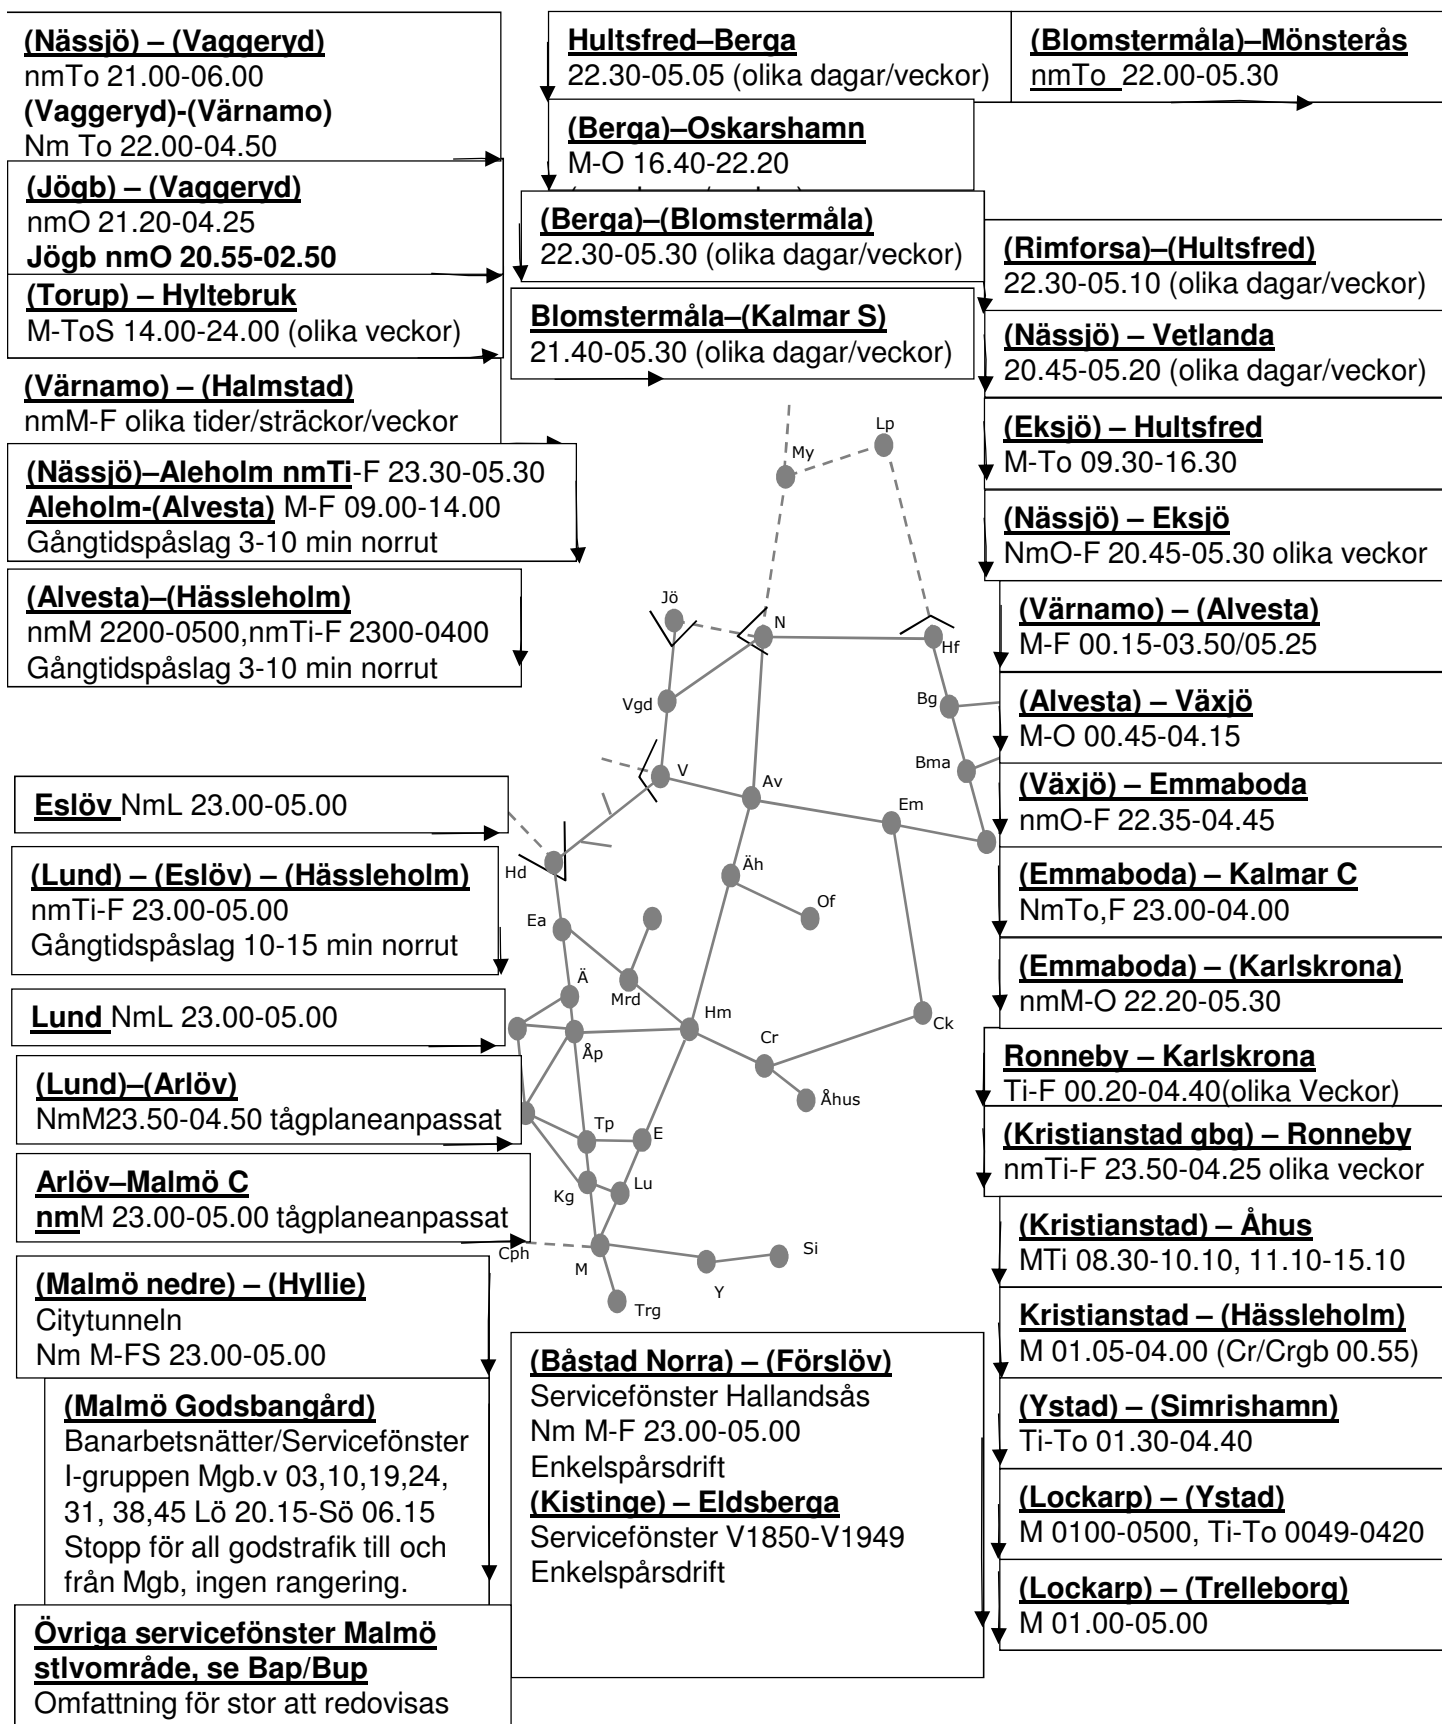 (Nässjö) – (Vaggeryd)
nmTo 21.00-06.00
(Vaggeryd)-(Värnamo)
Nm To 22.00-04.50
(Jögb) – (Vaggeryd)
nmO 21.20-04.25
Jögb nmO 20.55-02.50
(Torup) – Hyltebruk
M-ToS 14.00-24.00 (olika veckor)
(Värnamo) – (Halmstad)
nmM-F olika tider/sträckor/veckor
(Nässjö)–Aleholm nmTi-F 23.30-05.30
Aleholm-(Alvesta) M-F 09.00-14.00
Gångtidspåslag 3-10 min norrut
(Alvesta)–(Hässleholm)
nmM 2200-0500,nmTi-F 2300-0400
Gångtidspåslag 3-10 min norrut
Eslöv NmL 23.00-05.00
(Lund) – (Eslöv) – (Hässleholm)
nmTi-F 23.00-05.00
Gångtidspåslag 10-15 min norrut
Lund NmL 23.00-05.00
(Lund)–(Arlöv)
NmM23.50-04.50 tågplaneanpassat
Arlöv–Malmö C
nmM 23.00-05.00 tågplaneanpassat
(Malmö nedre) – (Hyllie)
Citytunneln
Nm M-FS 23.00-05.00
(Malmö Godsbangård)
Banarbetsnätter/Servicefönster
I-gruppen Mgb.v 03,10,19,24,
31, 38,45 Lö 20.15-Sö 06.15
Stopp för all godstrafik till och
från Mgb, ingen rangering.
Övriga servicefönster Malmö
stlvområde, se Bap/Bup
Omfattning för stor att redovisas
Hultsfred–Berga
22.30-05.05 (olika dagar/veckor)
(Blomstermåla)–Mönsterås
nmTo 22.00-05.30
(Berga)–Oskarshamn
M-O 16.40-22.20
(Berga)–(Blomstermåla)
22.30-05.30 (olika dagar/veckor)
Blomstermåla–(Kalmar S)
21.40-05.30 (olika dagar/veckor)
Lp
My
Jö
N
Hf
Vgd
Bg
V
Av
Bma
Em
Hd
Äh
Of
Ea
Ä
Mrd
Hm
Ck
Åp
Cr
Åhus
Tp
E
Kg
Lu
Cph
M
Si
Y
Trg
(Båstad Norra) – (Förslöv)
Servicefönster Hallandsås
Nm M-F 23.00-05.00
Enkelspårsdrift
(Kistinge) – Eldsberga
Servicefönster V1850-V1949
Enkelspårsdrift
(Rimforsa)–(Hultsfred)
22.30-05.10 (olika dagar/veckor)
(Nässjö) – Vetlanda
20.45-05.20 (olika dagar/veckor)
(Eksjö) – Hultsfred
M-To 09.30-16.30
(Nässjö) – Eksjö
NmO-F 20.45-05.30 olika veckor
(Värnamo) – (Alvesta)
M-F 00.15-03.50/05.25
(Alvesta) – Växjö
M-O 00.45-04.15
(Växjö) – Emmaboda
nmO-F 22.35-04.45
(Emmaboda) – Kalmar C
NmTo,F 23.00-04.00
(Emmaboda) – (Karlskrona)
nmM-O 22.20-05.30
Ronneby – Karlskrona
Ti-F 00.20-04.40(olika Veckor)
(Kristianstad gbg) – Ronneby
nmTi-F 23.50-04.25 olika veckor
(Kristianstad) – Åhus
MTi 08.30-10.10, 11.10-15.10
Kristianstad – (Hässleholm)
M 01.05-04.00 (Cr/Crgb 00.55)
(Ystad) – (Simrishamn)
Ti-To 01.30-04.40
(Lockarp) – (Ystad)
M 0100-0500, Ti-To 0049-0420
(Lockarp) – (Trelleborg)
M 01.00-05.00